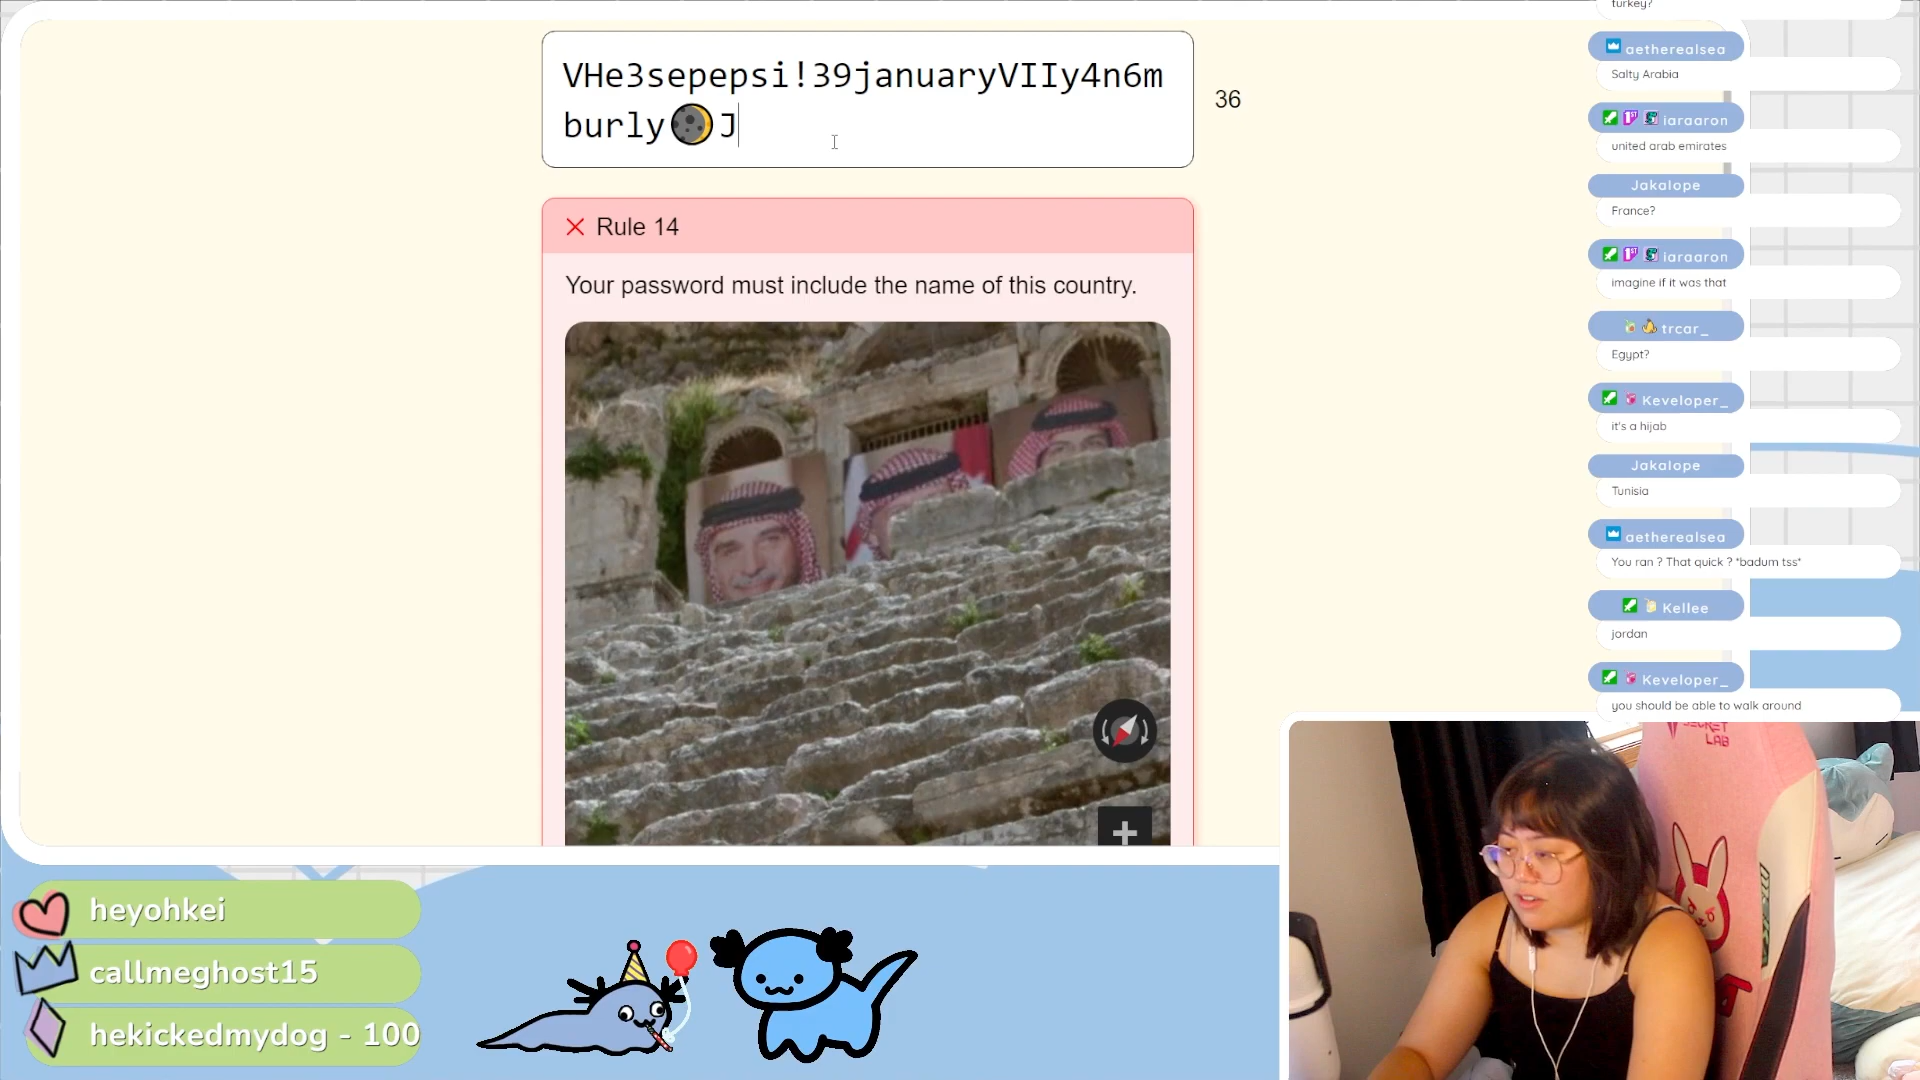 VHe3sepepsi!39januaryVIIy4n6m
burly🌘J
36
Rule 14
Your password must include the name of this country.
turkey?
aetherealsea
Salty Arabia
iaraaron
united arab emirates
Jakalope
France?
iaraaron
imagine if it was that
trcar_
Egypt?
Keveloper_
it's a hijab
Jakalope
Tunisia
aetherealsea
You ran ? That quick ? *badum tss*
Kellee
jordan
Keveloper_
you should be able to walk around
SECRET
LAB
heyohkei
callmeghost15
hekickedmydog - 100